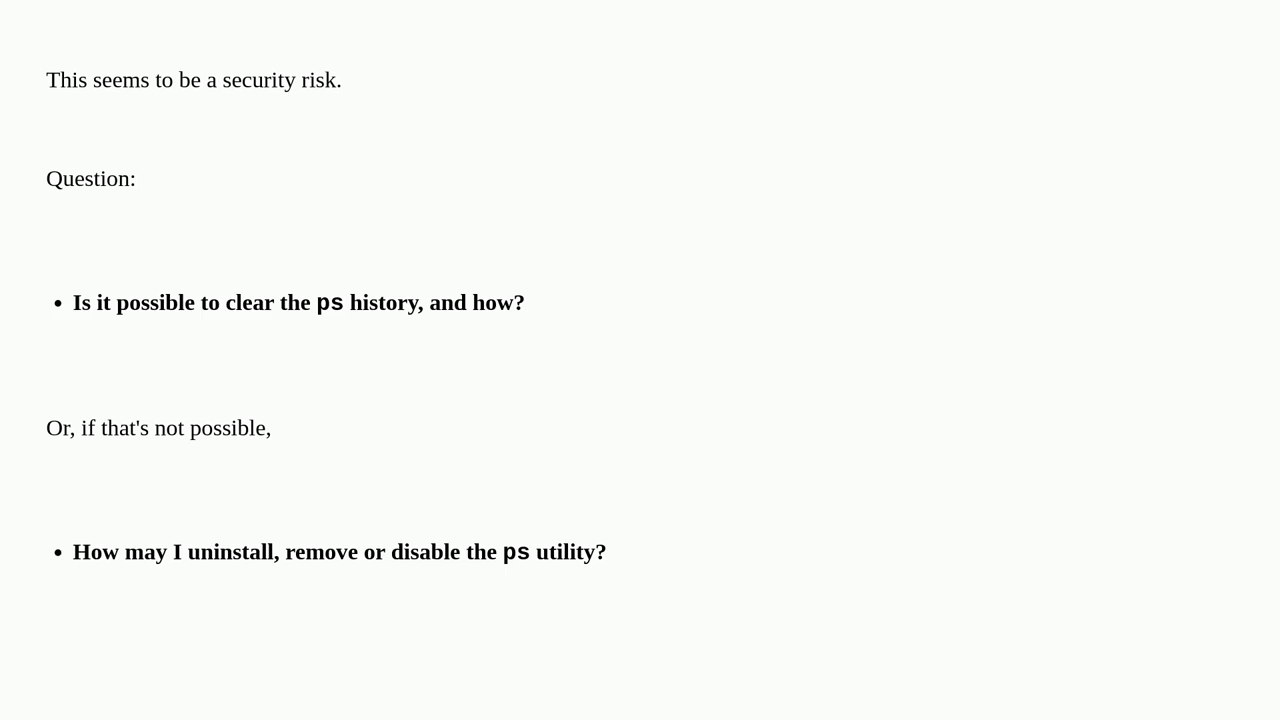 This seems to be a security risk.
Question:
• Is it possible to clear the ps history, and how?
Or, if that's not possible,
• How may I uninstall, remove or disable the ps utility?